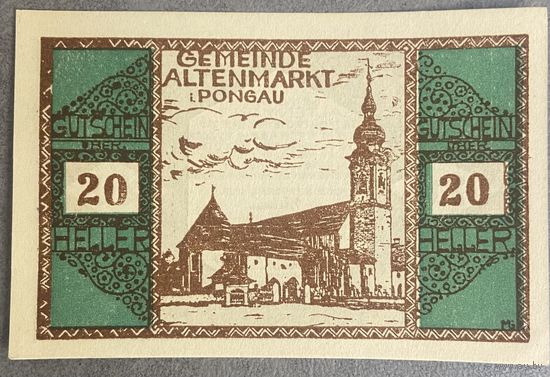 GEMEINDE
ALTENMARKT
i. PONGAU
GUTSCHEIN
ÜBER
20
HELLER
GUTSCHEIN
ÜBER
20
HELLER